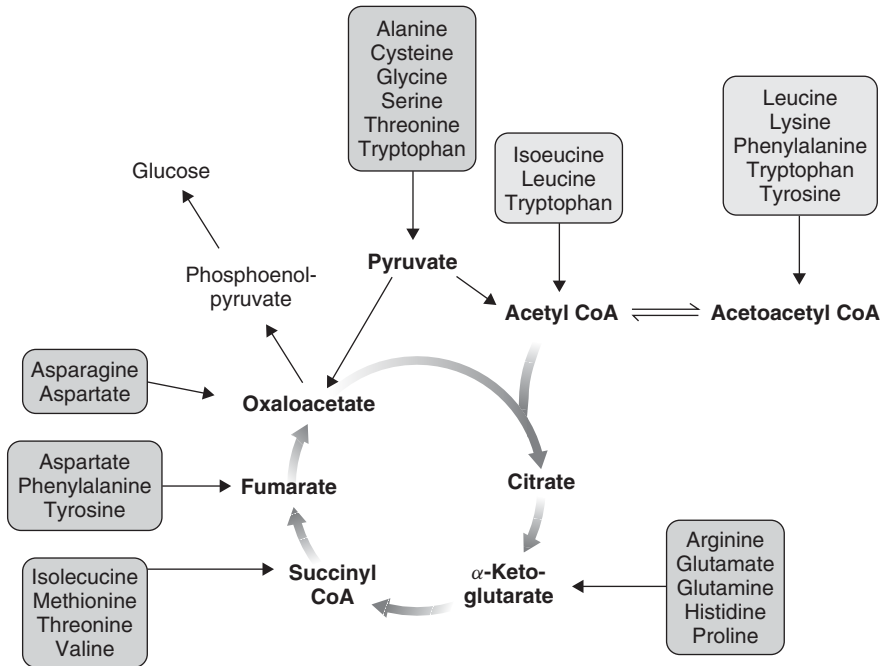 Alanine
Cysteine
Glycine
Serine
Threonine
Tryptophan
Leucine
Lysine
Phenylalanine
Tryptophan
Tyrosine
Isoeucine
Leucine
Tryptophan
Glucose
Pyruvate
Phosphoenol-
pyruvate
Acetyl CoA
Acetoacetyl CoA
Asparagine
Aspartate
Oxaloacetate
Aspartate
Phenylalanine
Tyrosine
Fumarate
Citrate
Isolecucine
Methionine
Threonine
Valine
Succinyl
CoA
α-Keto-
glutarate
Arginine
Glutamate
Glutamine
Histidine
Proline